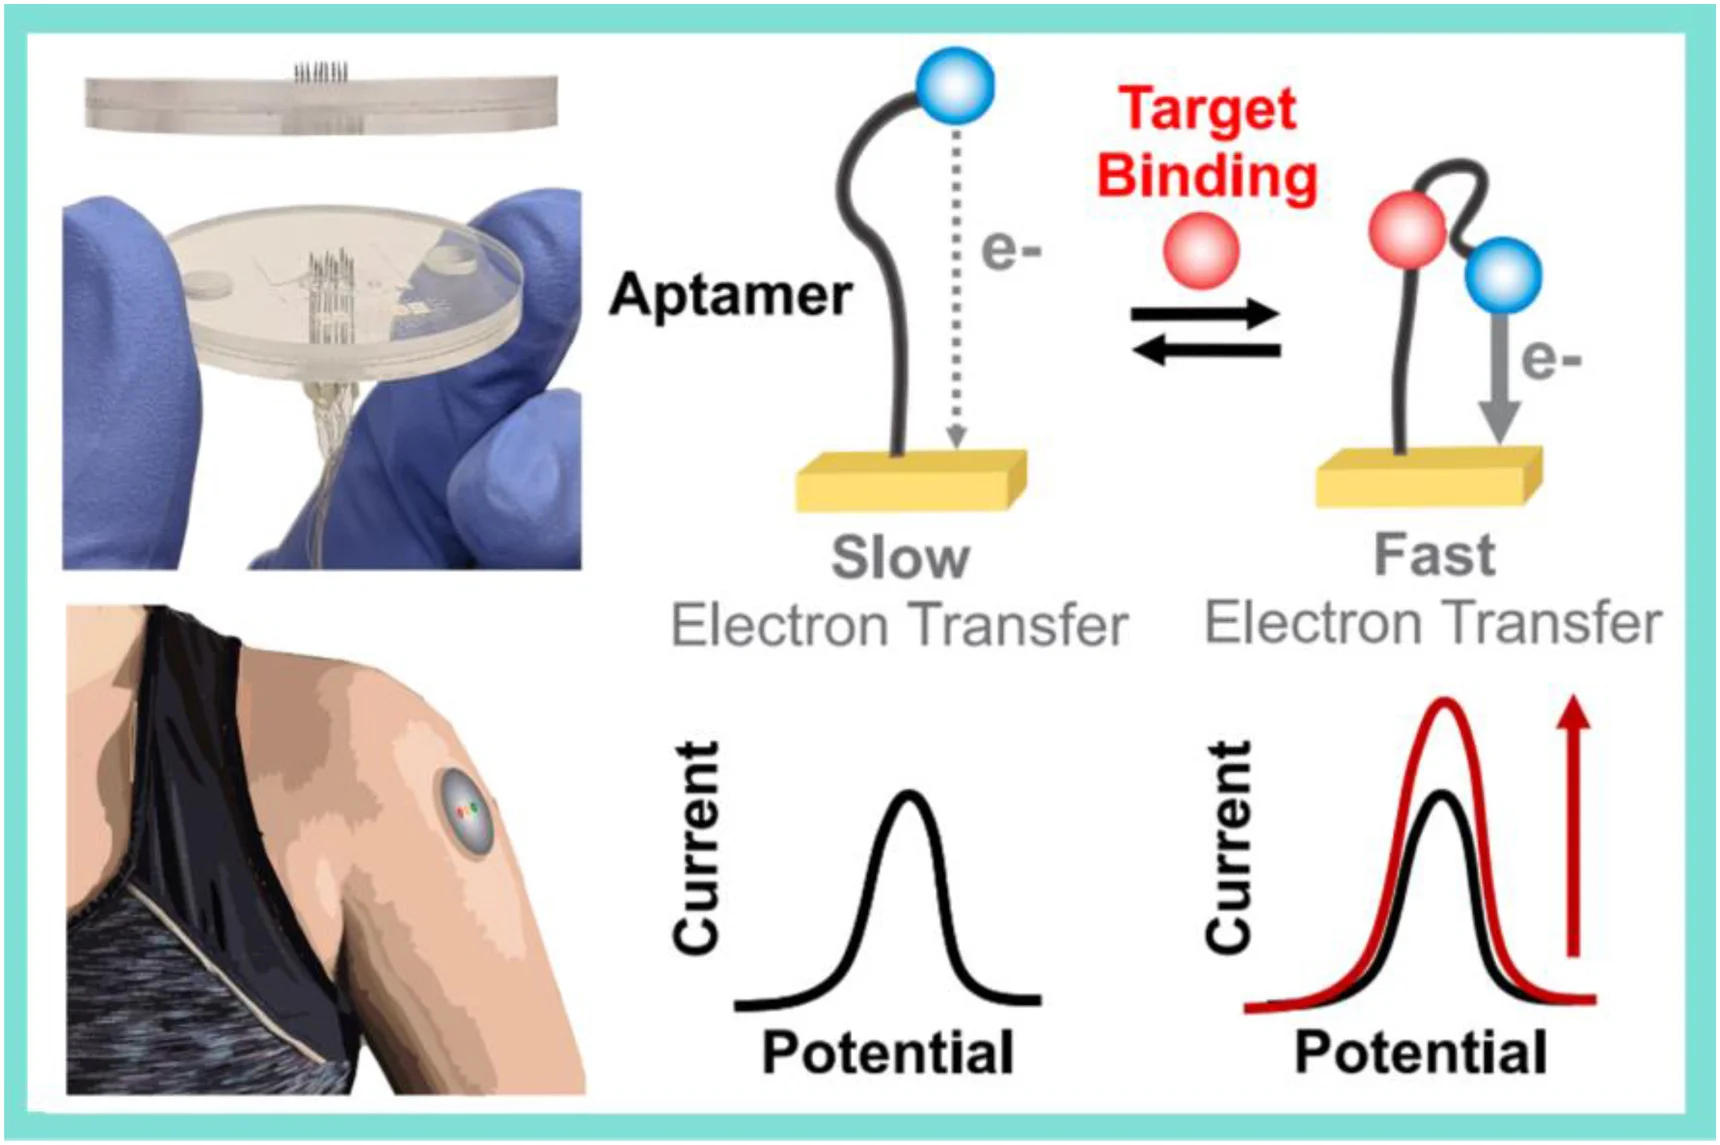 Target
Binding
e-
Aptamer
e-
Slow
Electron Transfer
Fast
Electron Transfer
Current
Potential
Current
Potential